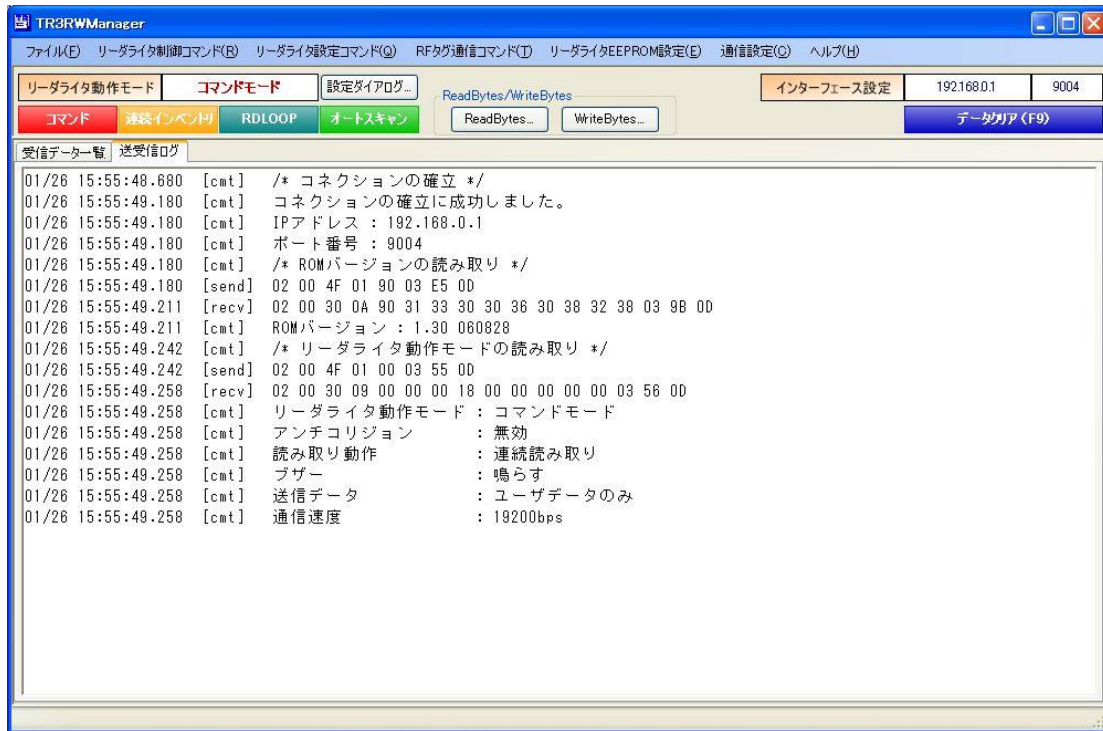 TR3RWManager
ファイル(F) リーダライタ制御コマンド(R) リーダライタ設定コマンド(Q) RFタグ通信コマンド(T) リーダライタEEPROM設定(E) 通信設定(C) ヘルプ(H)
リーダライタ動作モード コマンドモード 設定ダイアログ... ReadBytes/WriteBytes インターフェース設定 192.168.0.1 9004
コマンド 連続インベントリ RDLOOP オートスキャン ReadBytes... WriteBytes... データクリア (F9)
受信データ一覧 送受信ログ
01/26 15:55:48.680 [cmt] /* コネクションの確立 */
01/26 15:55:49.180 [cmt] コネクションの確立に成功しました。
01/26 15:55:49.180 [cmt] IPアドレス : 192.168.0.1
01/26 15:55:49.180 [cmt] ポート番号 : 9004
01/26 15:55:49.180 [cmt] /* ROMバージョンの読み取り */
01/26 15:55:49.180 [send] 02 00 4F 01 90 03 E5 0D
01/26 15:55:49.211 [recv] 02 00 30 0A 90 31 33 30 30 36 30 38 32 38 03 9B 0D
01/26 15:55:49.211 [cmt] ROMバージョン : 1.30 060828
01/26 15:55:49.242 [cmt] /* リーダライタ動作モードの読み取り */
01/26 15:55:49.242 [send] 02 00 4F 01 00 03 55 0D
01/26 15:55:49.258 [recv] 02 00 30 09 00 00 00 18 00 00 00 00 00 03 56 0D
01/26 15:55:49.258 [cmt] リーダライタ動作モード : コマンドモード
01/26 15:55:49.258 [cmt] アンチコリジョン : 無効
01/26 15:55:49.258 [cmt] 読み取り動作 : 連続読み取り
01/26 15:55:49.258 [cmt] ブザー : 鳴らす
01/26 15:55:49.258 [cmt] 送信データ : ユーザデータのみ
01/26 15:55:49.258 [cmt] 通信速度 : 19200bps